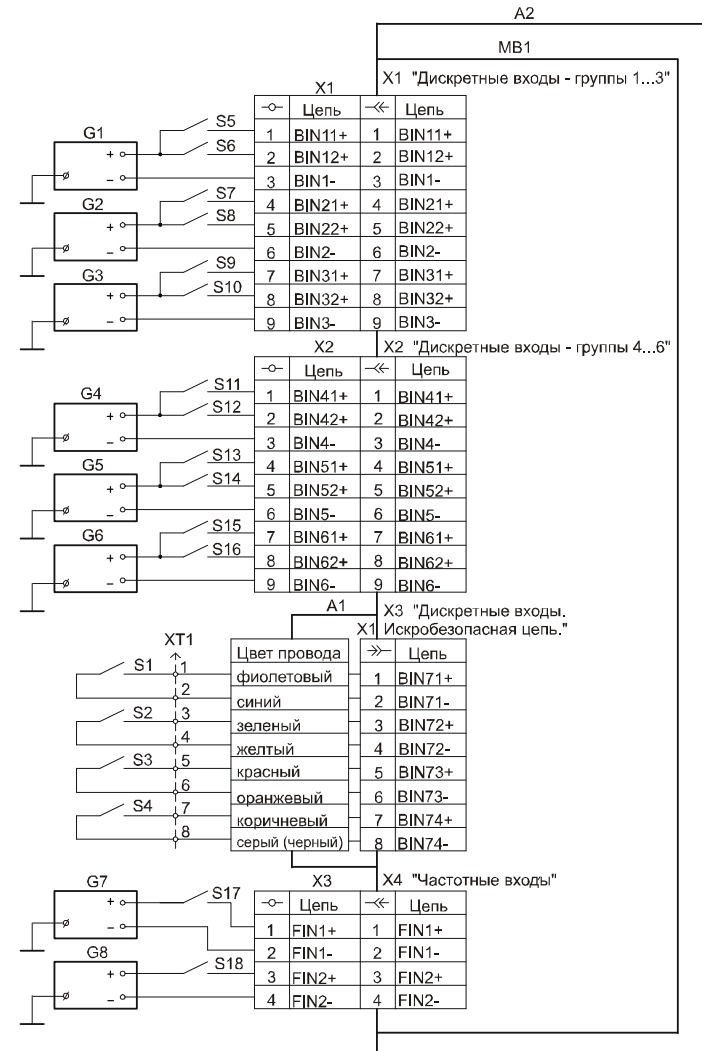 A2
MB1
X1 "Дискретные входы - группы 1...3"
X1
Цепь Цепь
G1 S5 1 BIN11+ 1 BIN11+
+ S6 2 BIN12+ 2 BIN12+
- 3 BIN1- 3 BIN1-
G2 S7 4 BIN21+ 4 BIN21+
+ S8 5 BIN22+ 5 BIN22+
- 6 BIN2- 6 BIN2-
G3 S9 7 BIN31+ 7 BIN31+
+ S10 8 BIN32+ 8 BIN32+
- 9 BIN3- 9 BIN3-
X2 X2 "Дискретные входы - группы 4...6"
Цепь Цепь
G4 S11 1 BIN41+ 1 BIN41+
+ S12 2 BIN42+ 2 BIN42+
- 3 BIN4- 3 BIN4-
G5 S13 4 BIN51+ 4 BIN51+
+ S14 5 BIN52+ 5 BIN52+
- 6 BIN5- 6 BIN5-
G6 S15 7 BIN61+ 7 BIN61+
+ S16 8 BIN62+ 8 BIN62+
- 9 BIN6- 9 BIN6-
A1 X3 "Дискретные входы.
X1 Искробезопасная цепь."
XT1 Цвет провода Цепь
S1 1 фиолетовый 1 BIN71+
2 синий 2 BIN71-
S2 3 зеленый 3 BIN72+
4 желтый 4 BIN72-
S3 5 красный 5 BIN73+
6 оранжевый 6 BIN73-
S4 7 коричневый 7 BIN74+
8 серый (черный) 8 BIN74-
X3 X4 "Частотные входы"
Цепь Цепь
G7 + S17 1 FIN1+ 1 FIN1+
- 2 FIN1- 2 FIN1-
G8 + S18 3 FIN2+ 3 FIN2+
- 4 FIN2- 4 FIN2-